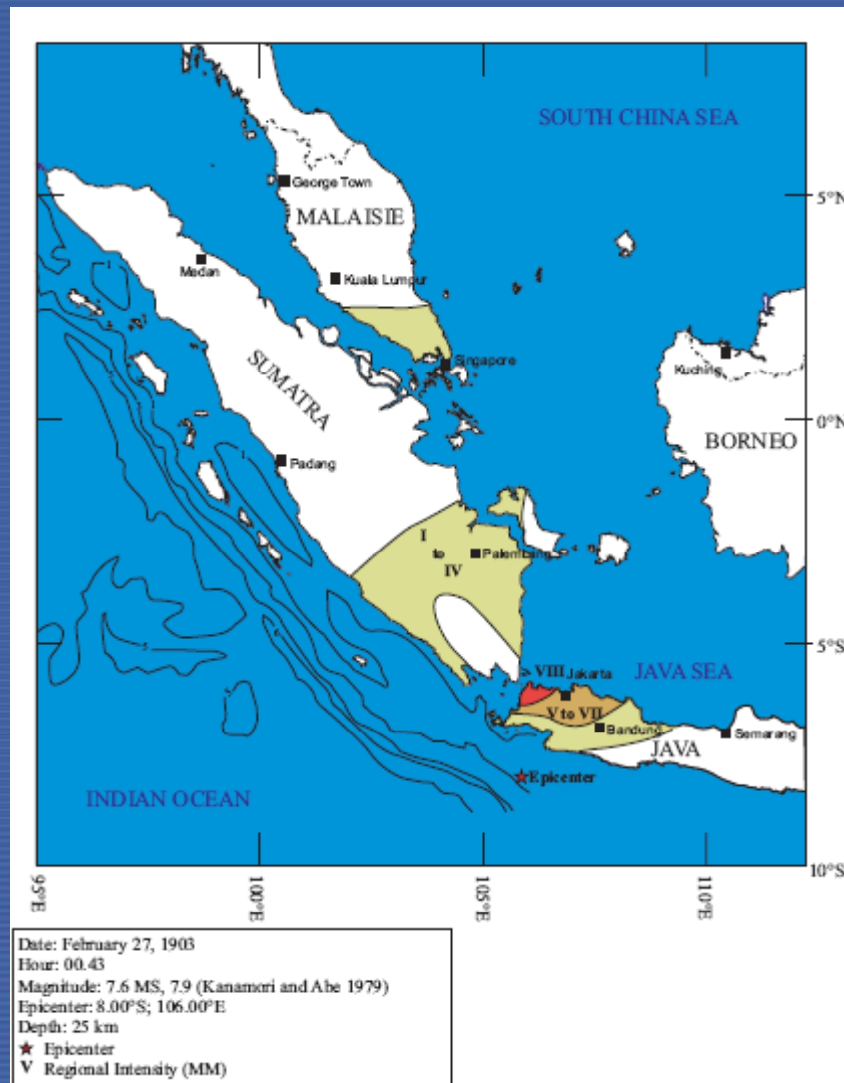 SOUTH CHINA SEA
5°N
George Town
MALAISIE
Medan
Kuala Lumpur
Singapore
Kuching
SUMATRA
0°N
BORNEO
Padang
I
to
IV
Palembang
5°S
> VIII
Jakarta
JAVA SEA
V to VII
Bandung
JAVA
Semarang
Epicenter
INDIAN OCEAN
10°S
95°E
100°E
105°E
110°E
Date: February 27, 1903
Hour: 00.43
Magnitude: 7.6 MS, 7.9 (Kanamori and Abe 1979)
Epicenter: 8.00°S; 106.00°E
Depth: 25 km
Epicenter
V Regional Intensity (MM)